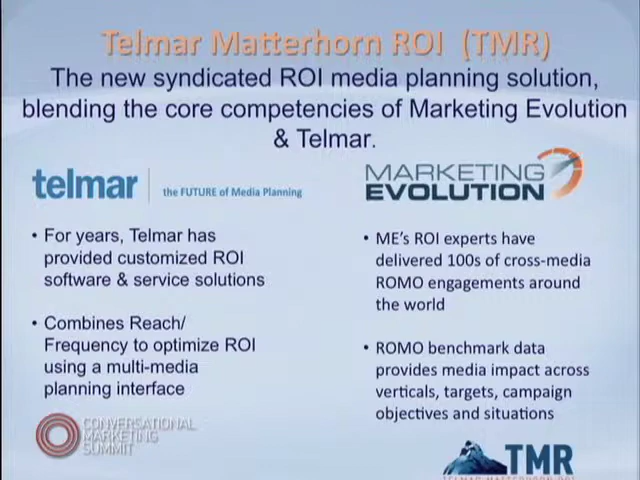 Telmar Matterhorn ROI (TMR)
The new syndicated ROI media planning solution,
blending the core competencies of Marketing Evolution
& Telmar.
telmar | the FUTURE of Media Planning
• For years, Telmar has
provided customized ROI
software & service solutions
• Combines Reach/
Frequency to optimize ROI
using a multi-media
planning interface
MARKETING
EVOLUTION
• ME's ROI experts have
delivered 100s of cross-media
ROMO engagements around
the world
• ROMO benchmark data
provides media impact across
verticals, targets, campaign
objectives and situations
CONVERSATIONAL
MARKETING
SUMMIT
TMR
TELMAR MATTERHORN ROI